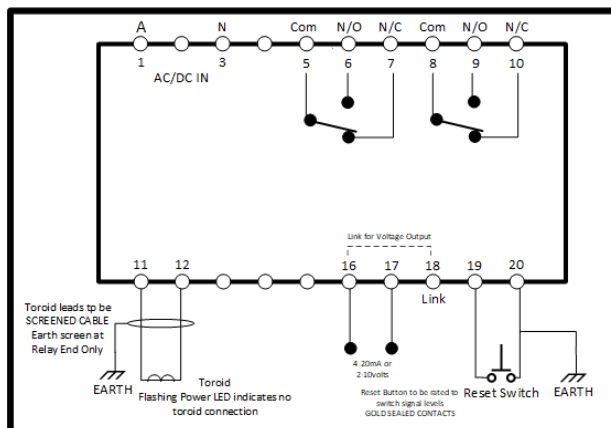 A N Com N/O N/C Com N/O N/C
1 3 5 6 7 8 9 10
AC/DC IN
Link for Voltage Output
11 12 16 17 18 19 20
Link
Toroid leads tp be
SCREENED CABLE
Earth screen at
Relay End Only
EARTH
Toroid
Flashing Power LED indicates no
toroid connection
4-20mA or
2-10volts
Reset Button to be rated to
switch signal levels
GOLD SEALED CONTACTS
Reset Switch
EARTH